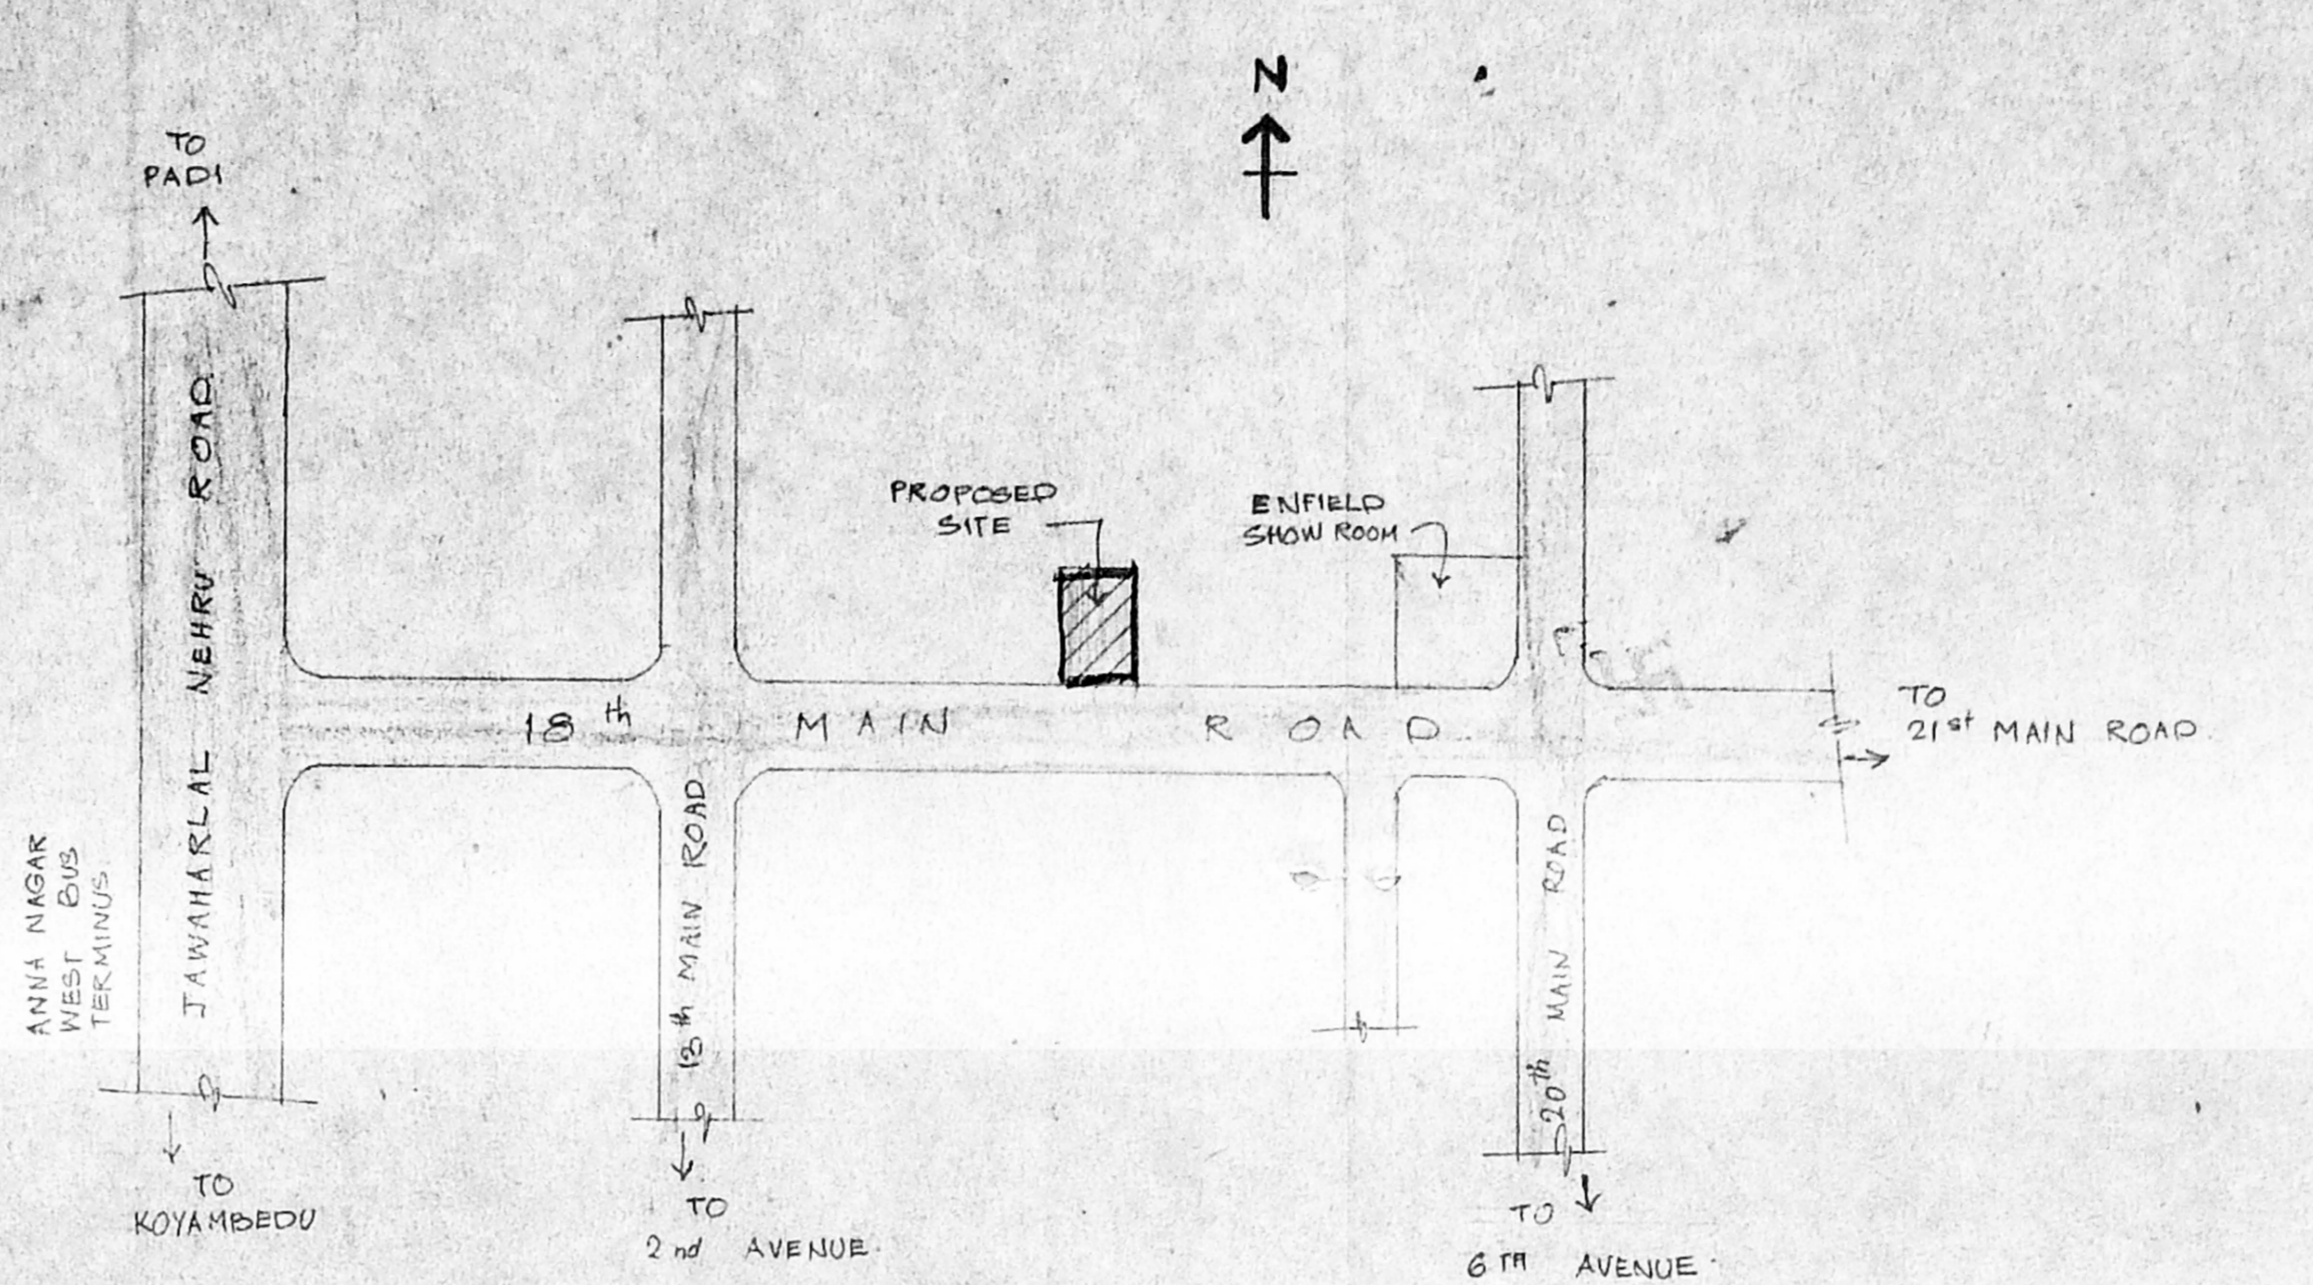 N
TO
PADI
JAWAHARLAL NEHRU ROAD
PROPOSED
SITE
ENFIELD
SHOW ROOM
18th MAIN ROAD
TO
21st MAIN ROAD.
13th MAIN ROAD
20th MAIN ROAD
ANNA NAGAR
WEST BUS
TERMINUS
TO
KOYAMBEDU
TO
2nd AVENUE.
TO
6TH AVENUE.